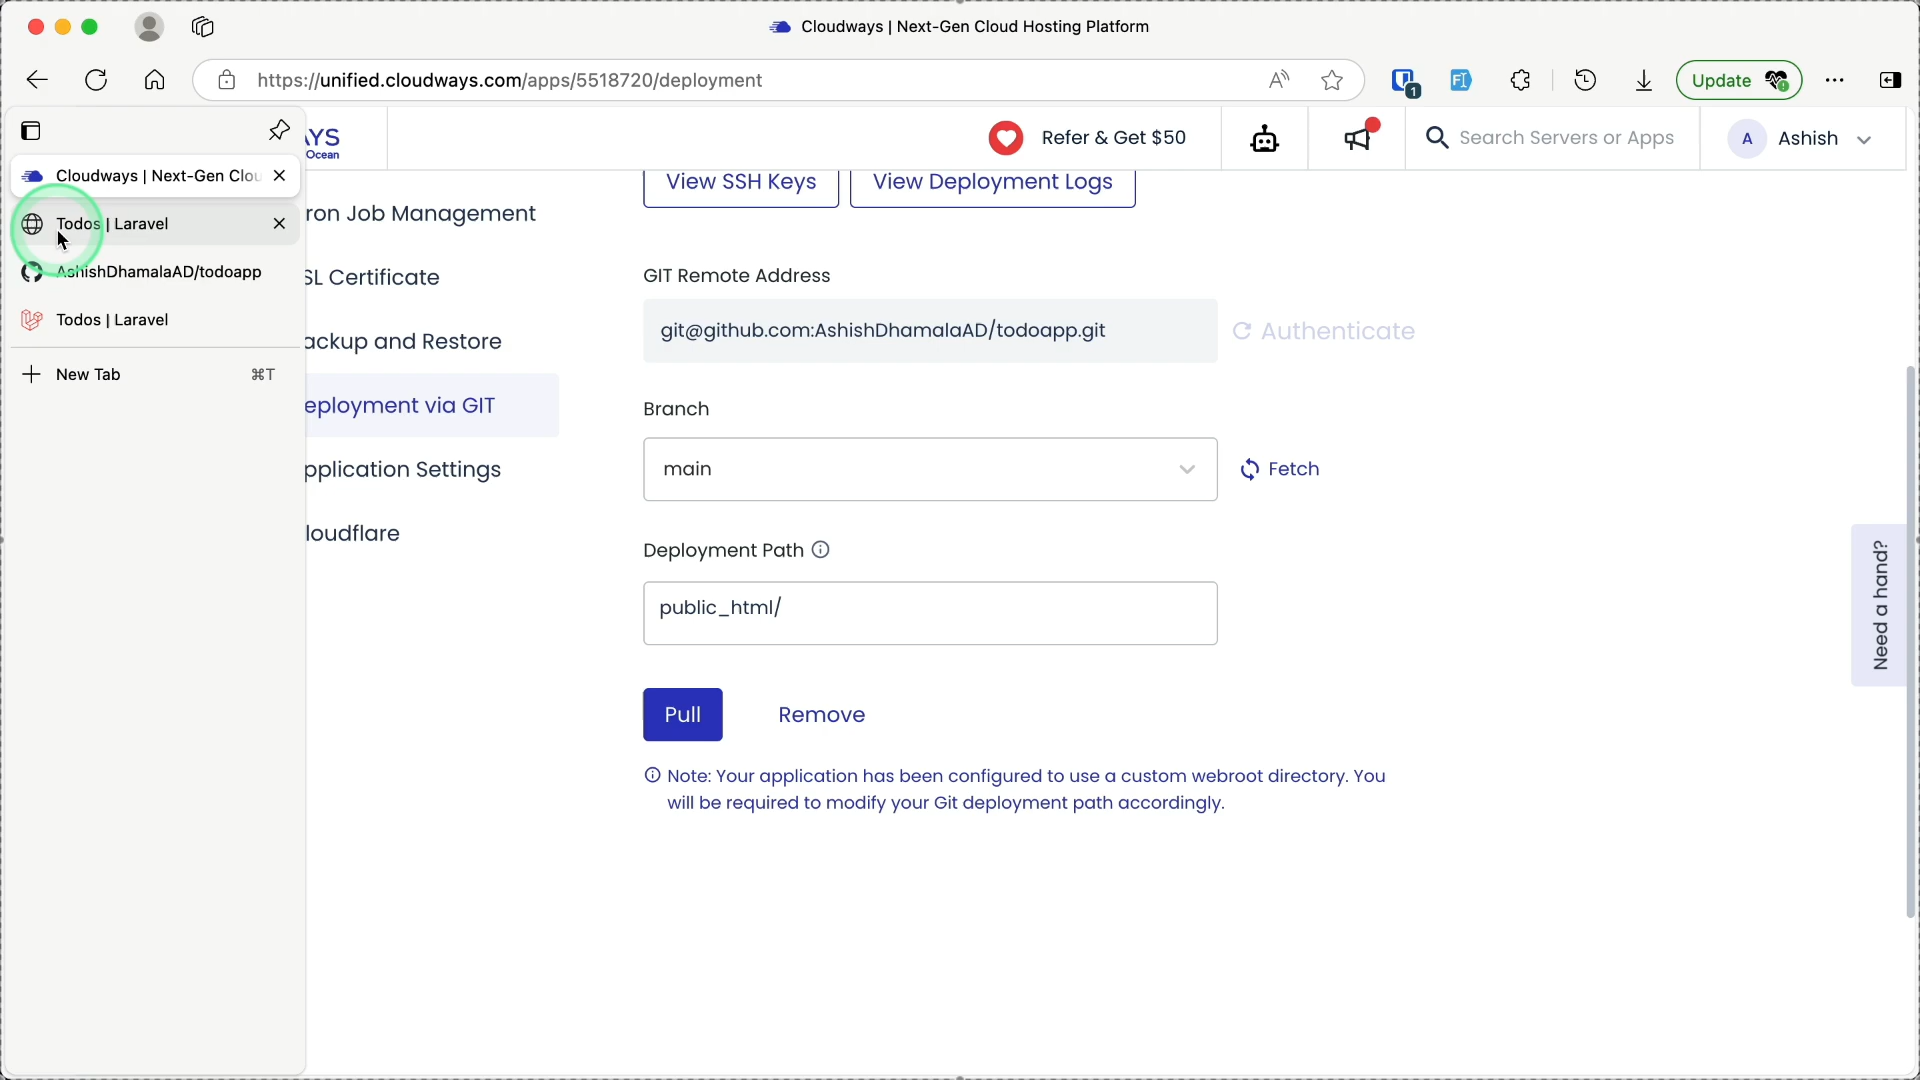 Cloudways | Next-Gen Cloud Hosting Platform
https://unified.cloudways.com/apps/5518720/deployment
1
Update
Cloudways | Next-Gen Clou
Todos | Laravel
AshishDhamalaAD/todoapp
Todos | Laravel
New Tab ⌘T
YS
Ocean
Refer & Get $50
Search Servers or Apps
A Ashish
ron Job Management
SL Certificate
ackup and Restore
eployment via GIT
pplication Settings
loudflare
View SSH Keys
View Deployment Logs
GIT Remote Address
git@github.com:AshishDhamalaAD/todoapp.git
Authenticate
Branch
main
Fetch
Deployment Path
public_html/
Pull
Remove
Note: Your application has been configured to use a custom webroot directory. You
will be required to modify your Git deployment path accordingly.
Need a hand?